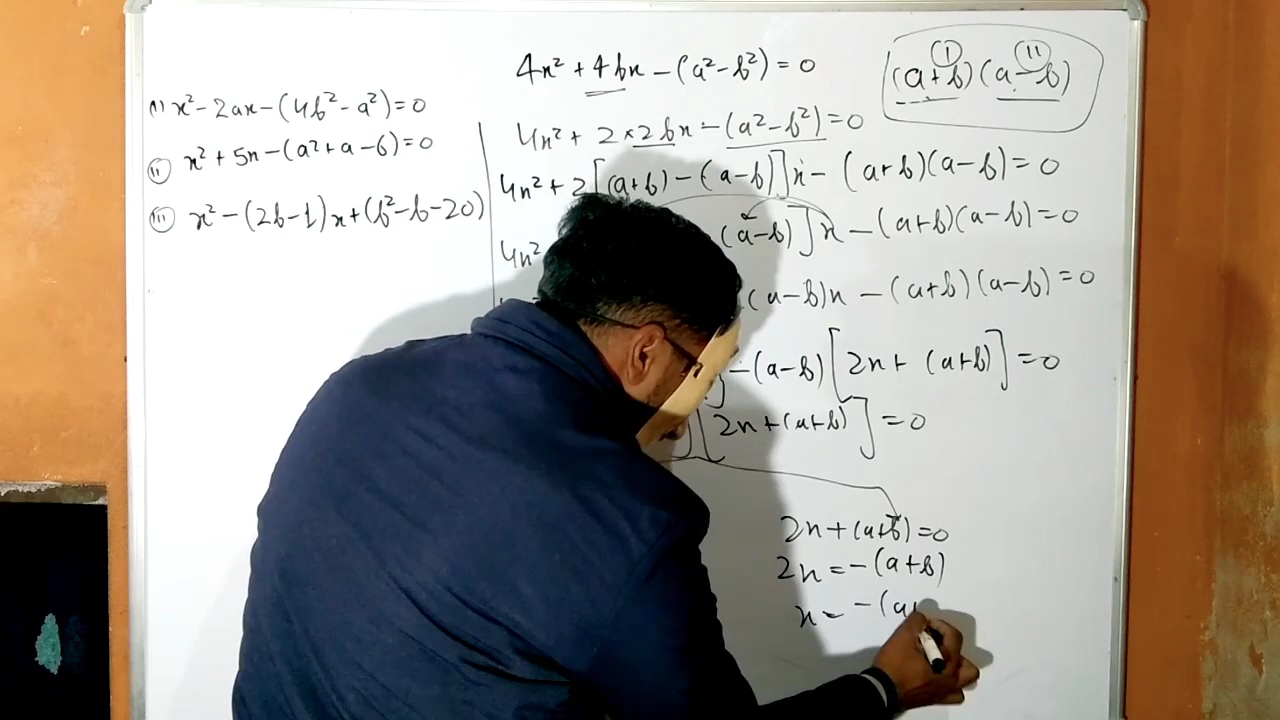 (i) x² - 2ax - (4b² - a²) = 0
(ii) x² + 5x - (a² + a - 6) = 0
(iii) x² - (2b - 1)x + (b² - b - 20)
4x² + 4bx - (a² - b²) = 0
4x² + 2 × 2bx - (a² - b²) = 0
4x² + 2[(a+b) - (a-b)]x - (a+b)(a-b) = 0
4x² (a-b)]x - (a+b)(a-b) = 0
(a-b)x - (a+b)(a-b) = 0
- (a-b)[2x + (a+b)] = 0
][2x + (a+b)] = 0
2x + (a+b) = 0
2x = -(a+b)
x = -(a
(I) (II)
(a+b)(a-b)